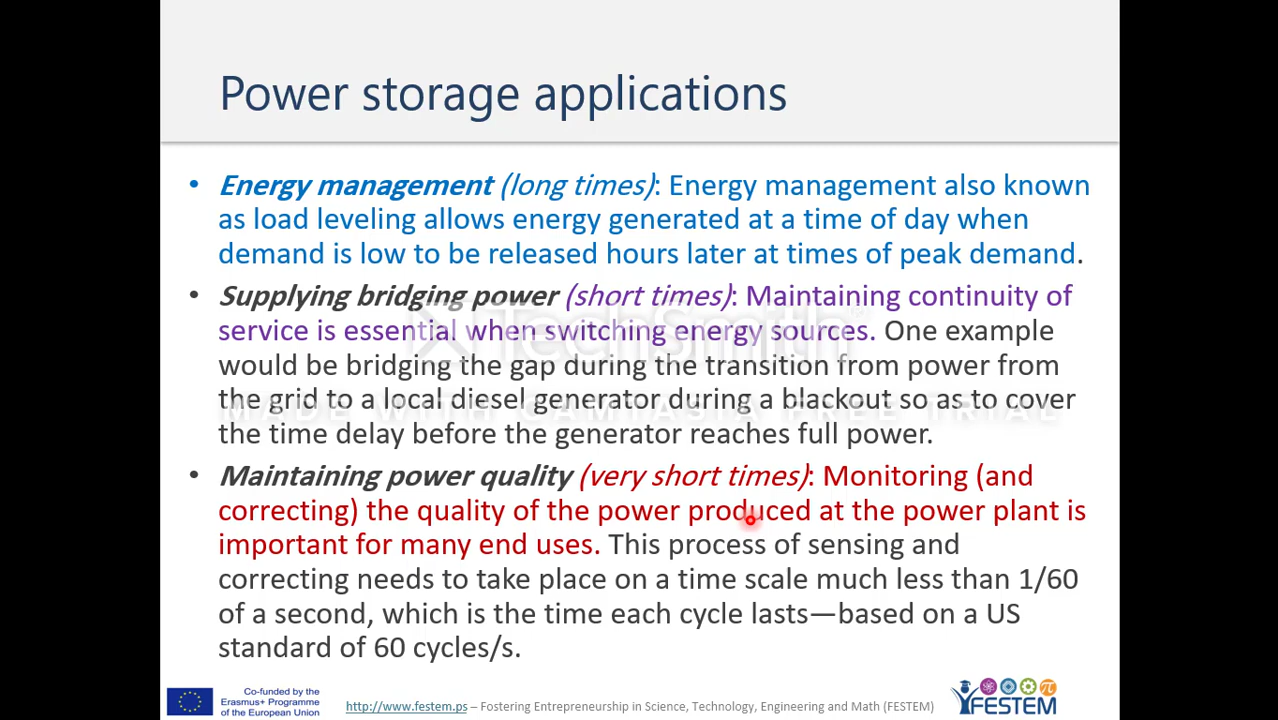 Power storage applications
• Energy management (long times): Energy management also known
as load leveling allows energy generated at a time of day when
demand is low to be released hours later at times of peak demand.
• Supplying bridging power (short times): Maintaining continuity of
service is essential when switching energy sources. One example
would be bridging the gap during the transition from power from
the grid to a local diesel generator during a blackout so as to cover
the time delay before the generator reaches full power.
• Maintaining power quality (very short times): Monitoring (and
correcting) the quality of the power produced at the power plant is
important for many end uses. This process of sensing and
correcting needs to take place on a time scale much less than 1/60
of a second, which is the time each cycle lasts—based on a US
standard of 60 cycles/s.
TechSmith
MADE WITH CAMTASIA FREE TRIAL
Co-funded by the
Erasmus+ Programme
of the European Union
http://www.festem.ps – Fostering Entrepreneurship in Science, Technology, Engineering and Math (FESTEM)
FESTEM